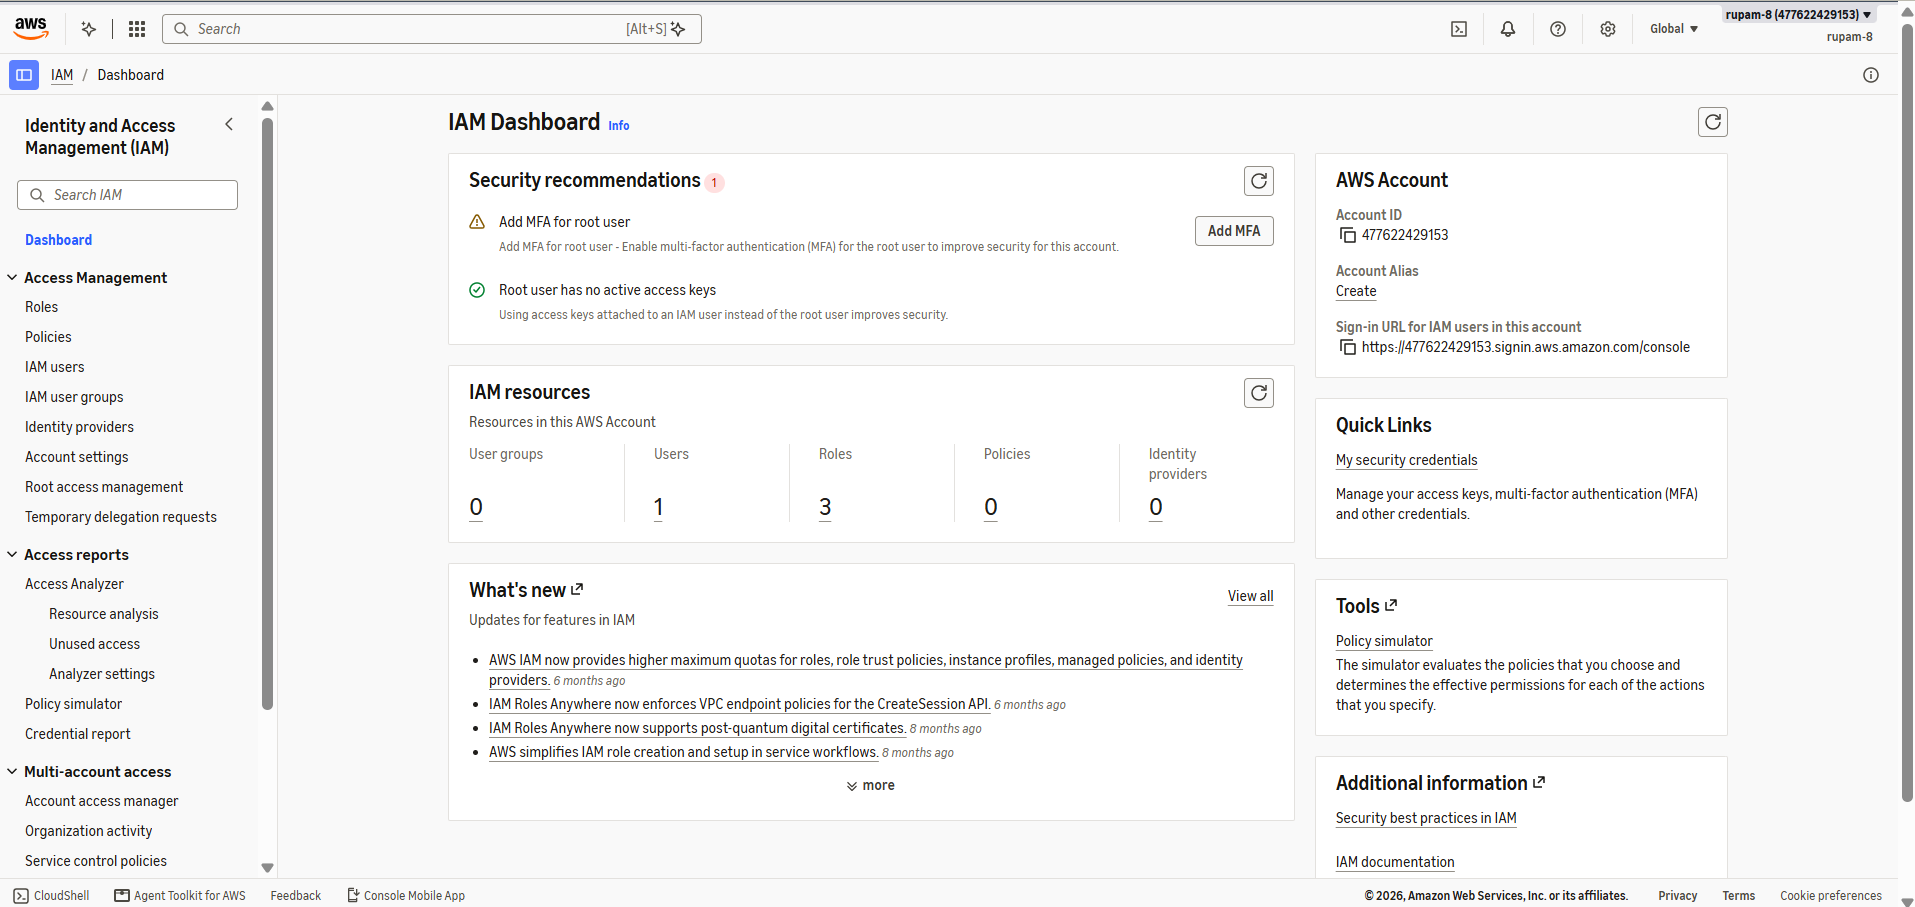 aws
Search
[Alt+S]
Global
rupam-8 (477622429153)
rupam-8
IAM / Dashboard
Identity and Access
Management (IAM)
Search IAM
Dashboard
Access Management
Roles
Policies
IAM users
IAM user groups
Identity providers
Account settings
Root access management
Temporary delegation requests
Access reports
Access Analyzer
Resource analysis
Unused access
Analyzer settings
Policy simulator
Credential report
Multi-account access
Account access manager
Organization activity
Service control policies
IAM Dashboard Info
Security recommendations 1
Add MFA for root user
Add MFA for root user - Enable multi-factor authentication (MFA) for the root user to improve security for this account.
Add MFA
Root user has no active access keys
Using access keys attached to an IAM user instead of the root user improves security.
IAM resources
Resources in this AWS Account
User groups
0
Users
1
Roles
3
Policies
0
Identity
providers
0
What's new
View all
Updates for features in IAM
AWS IAM now provides higher maximum quotas for roles, role trust policies, instance profiles, managed policies, and identity
providers. 6 months ago
IAM Roles Anywhere now enforces VPC endpoint policies for the CreateSession API. 6 months ago
IAM Roles Anywhere now supports post-quantum digital certificates. 8 months ago
AWS simplifies IAM role creation and setup in service workflows. 8 months ago
more
AWS Account
Account ID
477622429153
Account Alias
Create
Sign-in URL for IAM users in this account
https://477622429153.signin.aws.amazon.com/console
Quick Links
My security credentials
Manage your access keys, multi-factor authentication (MFA)
and other credentials.
Tools
Policy simulator
The simulator evaluates the policies that you choose and
determines the effective permissions for each of the actions
that you specify.
Additional information
Security best practices in IAM
IAM documentation
CloudShell
Agent Toolkit for AWS
Feedback
Console Mobile App
© 2026, Amazon Web Services, Inc. or its affiliates.
Privacy
Terms
Cookie preferences